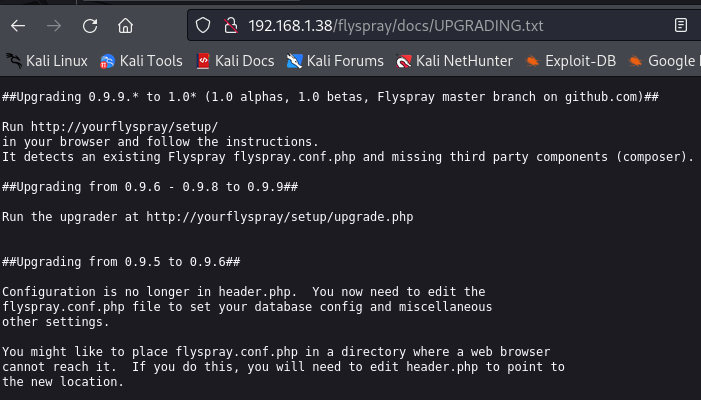 192.168.1.38/flyspray/docs/UPGRADING.txt
Kali Linux Kali Tools Kali Docs Kali Forums Kali NetHunter Exploit-DB Google
##Upgrading 0.9.9.* to 1.0* (1.0 alphas, 1.0 betas, Flyspray master branch on github.com)##
Run http://yourflyspray/setup/
in your browser and follow the instructions.
It detects an existing Flyspray flyspray.conf.php and missing third party components (composer).
##Upgrading from 0.9.6 - 0.9.8 to 0.9.9##
Run the upgrader at http://yourflyspray/setup/upgrade.php
##Upgrading from 0.9.5 to 0.9.6##
Configuration is no longer in header.php.  You now need to edit the
flyspray.conf.php file to set your database config and miscellaneous
other settings.
You might like to place flyspray.conf.php in a directory where a web browser
cannot reach it.  If you do this, you will need to edit header.php to point to
the new location.